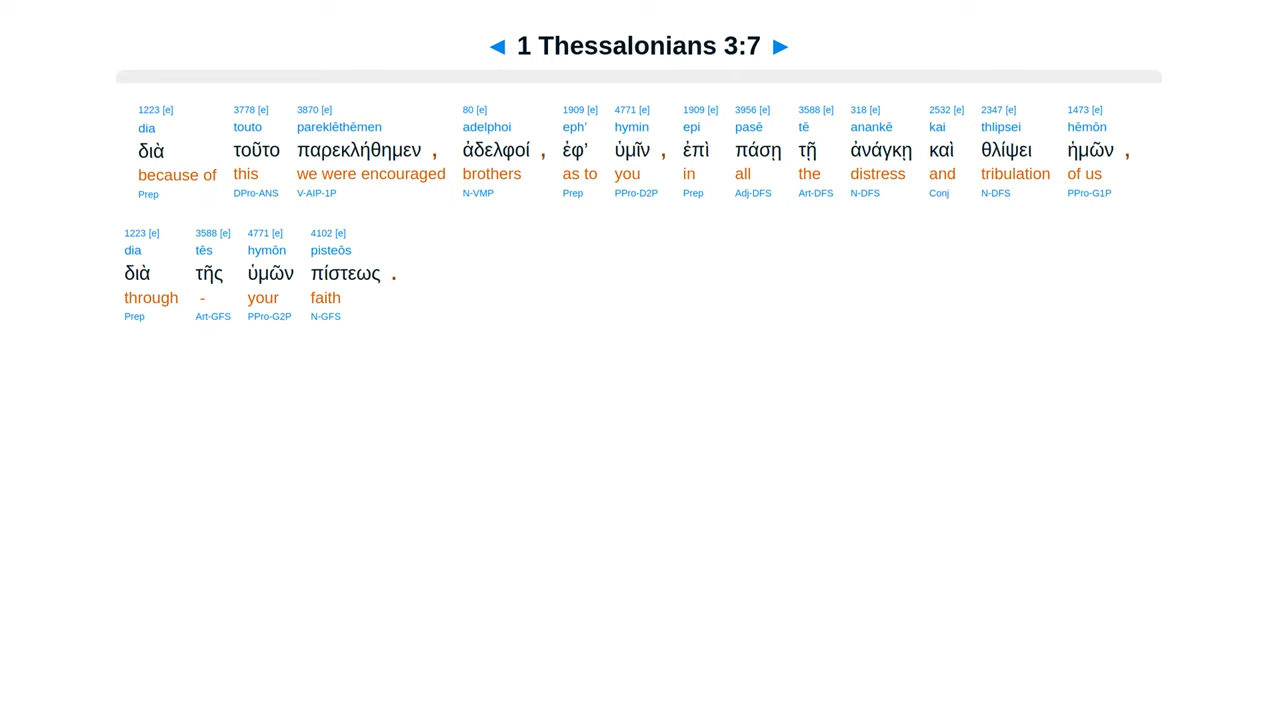 ◄ 1 Thessalonians 3:7 ►
1223 [e] 3778 [e] 3870 [e] 80 [e] 1909 [e] 4771 [e] 1909 [e] 3956 [e] 3588 [e] 318 [e] 2532 [e] 2347 [e] 1473 [e]
dia touto pareklēthēmen adelphoi eph’ hymin epi pasē tē anankē kai thlipsei hēmōn
διὰ τοῦτο παρεκλήθημεν , ἀδελφοί , ἐφ’ ὑμῖν , ἐπὶ πάσῃ τῇ ἀνάγκῃ καὶ θλίψει ἡμῶν ,
because of this we were encouraged brothers as to you in all the distress and tribulation of us
Prep DPro-ANS V-AIP-1P N-VMP Prep PPro-D2P Prep Adj-DFS Art-DFS N-DFS Conj N-DFS PPro-G1P
1223 [e] 3588 [e] 4771 [e] 4102 [e]
dia tēs hymōn pisteōs
διὰ τῆς ὑμῶν πίστεως .
through - your faith
Prep Art-GFS PPro-G2P N-GFS